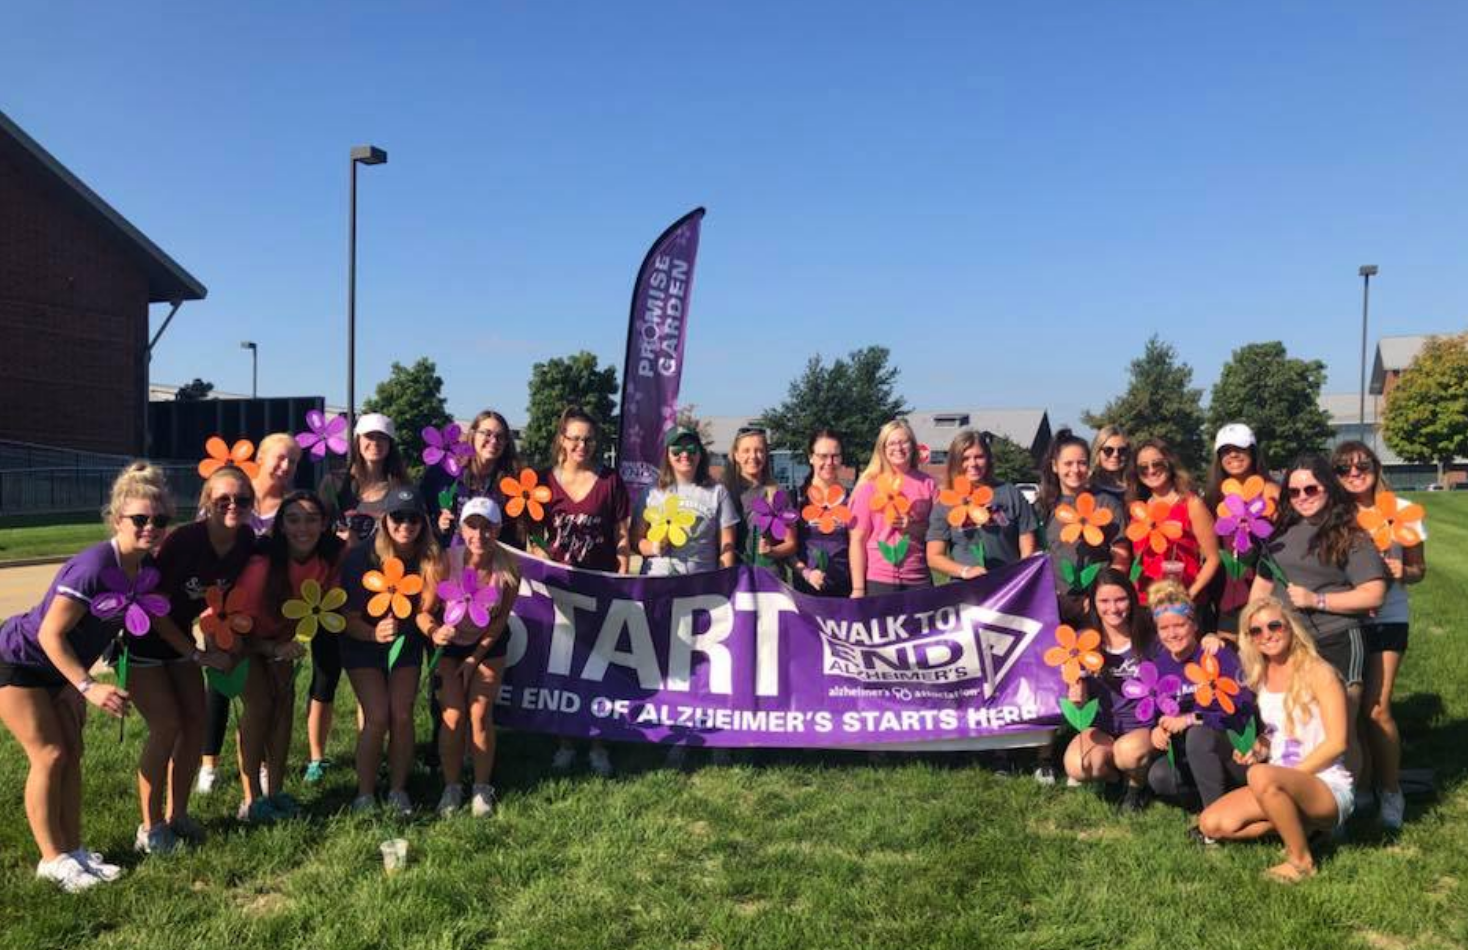 PROMISE
GARDEN
START
WALK TO
END
ALZHEIMER'S
alzheimer's association
E END OF ALZHEIMER'S STARTS HERE